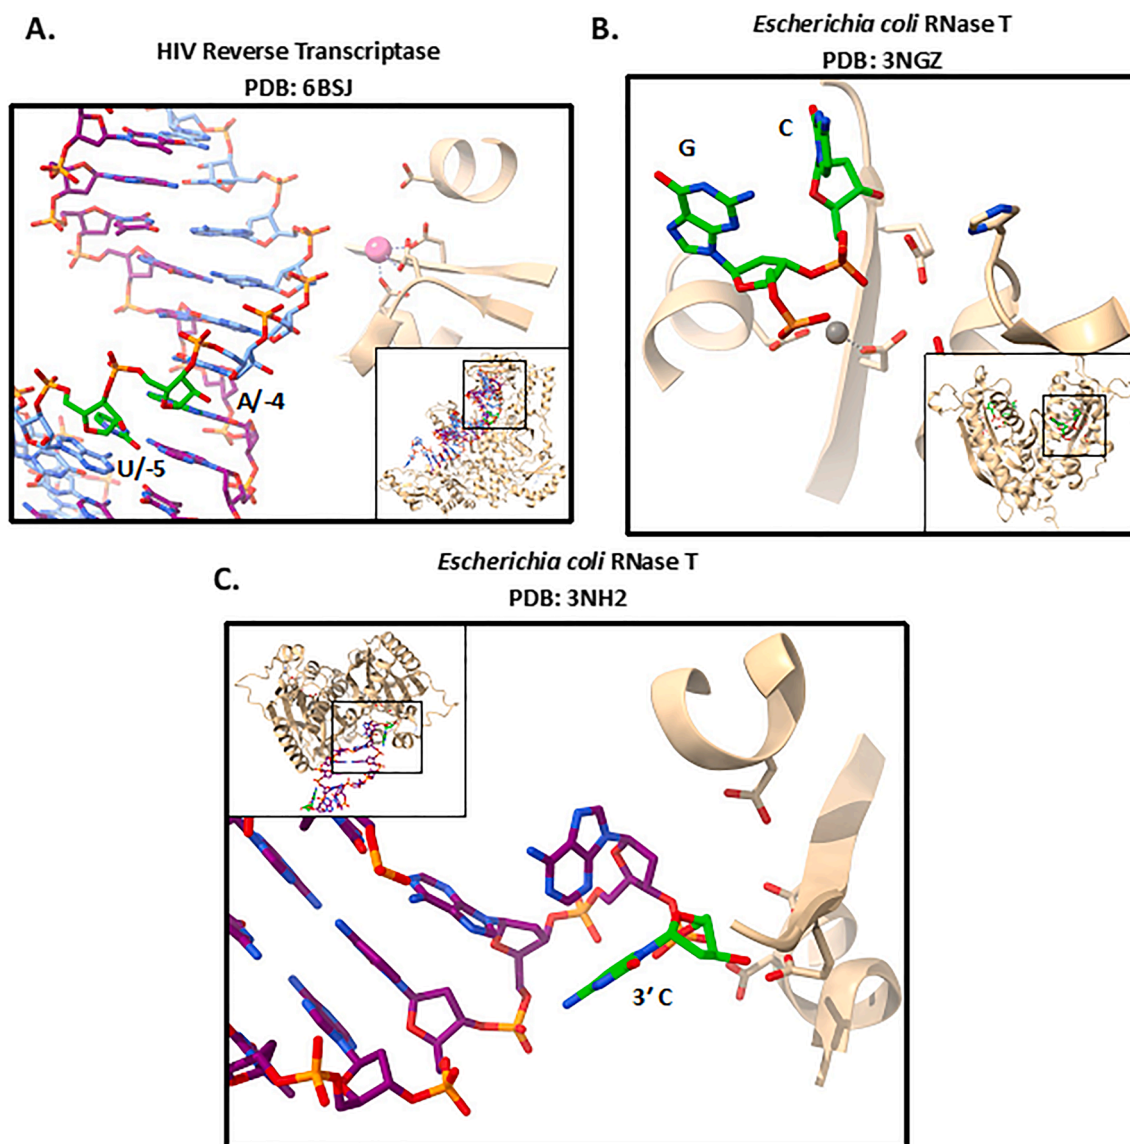 A.
HIV Reverse Transcriptase
PDB: 6BSJ
A/-4
U/-5
B.
Escherichia coli RNase T
PDB: 3NGZ
C
G
C.
Escherichia coli RNase T
PDB: 3NH2
3’ C